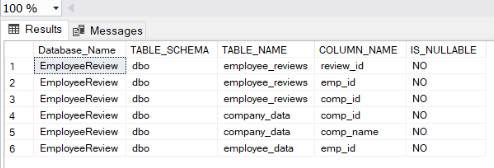 100 %
Results Messages
Database_Name TABLE_SCHEMA TABLE_NAME COLUMN_NAME IS_NULLABLE
1 EmployeeReview dbo employee_reviews review_id NO
2 EmployeeReview dbo employee_reviews emp_id NO
3 EmployeeReview dbo employee_reviews comp_id NO
4 EmployeeReview dbo company_data comp_id NO
5 EmployeeReview dbo company_data comp_name NO
6 EmployeeReview dbo employee_data emp_id NO